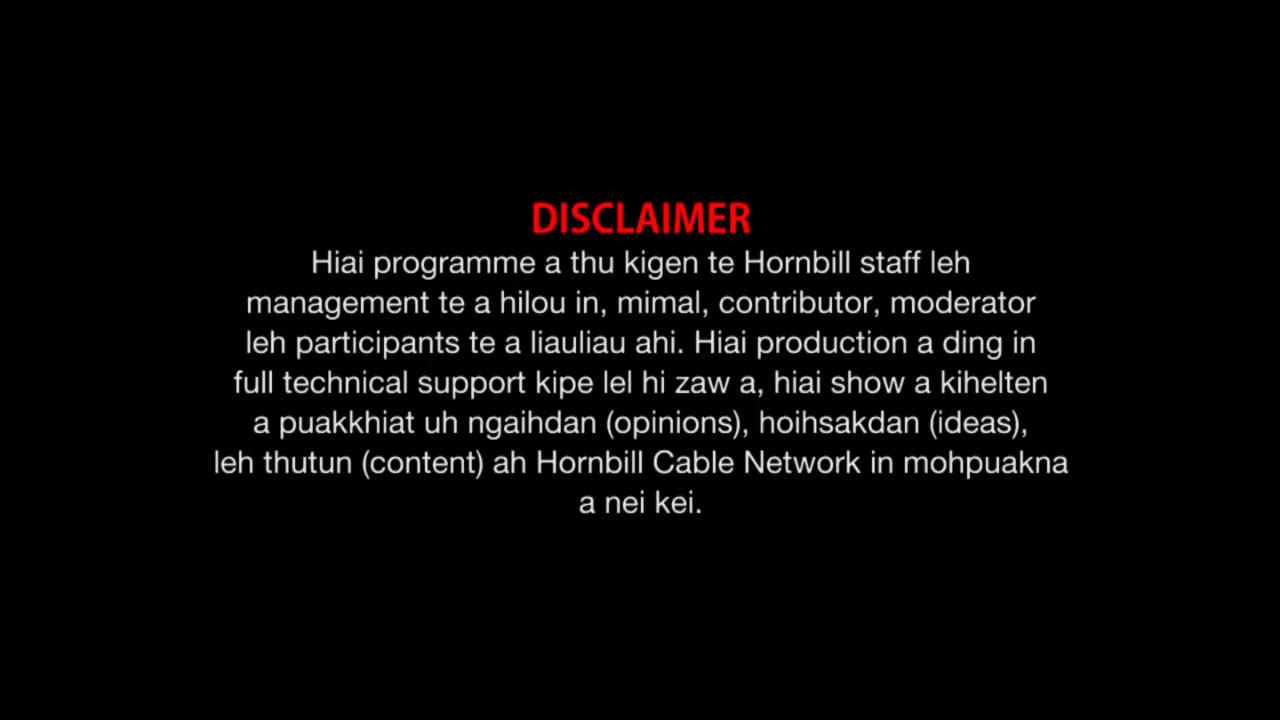 DISCLAIMER
Hiai programme a thu kigen te Hornbill staff leh
management te a hilou in, mimal, contributor, moderator
leh participants te a liauliau ahi. Hiai production a ding in
full technical support kipe lel hi zaw a, hiai show a kihelten
a puakkhiat uh ngaihdan (opinions), hoihsakdan (ideas),
leh thutun (content) ah Hornbill Cable Network in mohpuakna
a nei kei.